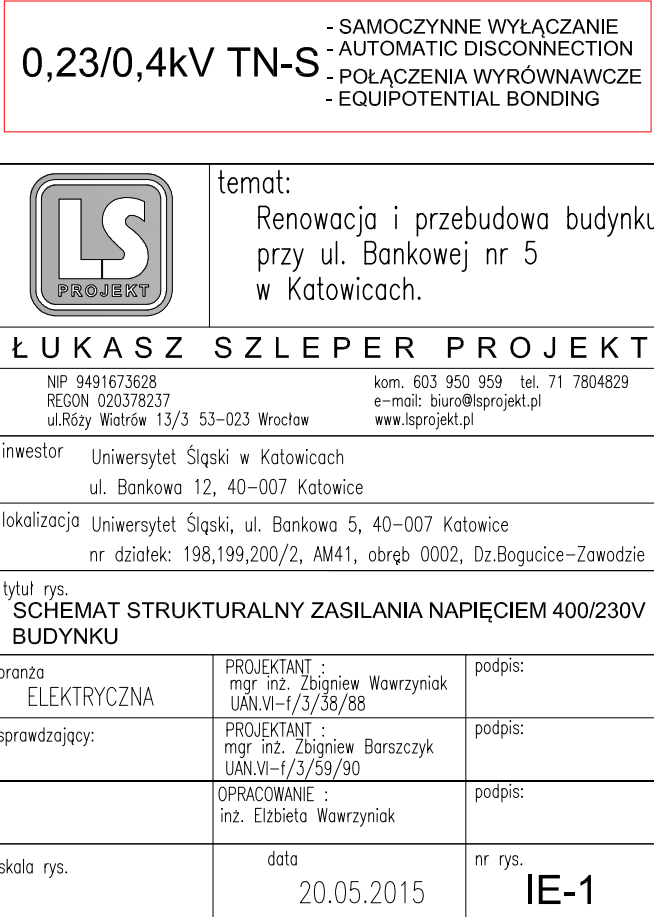 0,23/0,4kV TN-S
- SAMOCZYNNE WYŁĄCZANIE
- AUTOMATIC DISCONNECTION
- POŁĄCZENIA WYRÓWNAWCZE
- EQUIPOTENTIAL BONDING
LS
PROJEKT
temat:
Renowacja i przebudowa budynku
przy ul. Bankowej nr 5
w Katowicach.
ŁUKASZ SZLEPER PROJEKT
NIP 9491673628
REGON 020378237
ul.Róży Wiatrów 13/3 53-023 Wrocław
kom. 603 950 959 tel. 71 7804829
e-mail: biuro@lsprojekt.pl
www.lsprojekt.pl
inwestor Uniwersytet Śląski w Katowicach
ul. Bankowa 12, 40-007 Katowice
lokalizacja Uniwersytet Śląski, ul. Bankowa 5, 40-007 Katowice
nr działek: 198,199,200/2, AM41, obręb 0002, Dz.Bogucice-Zawodzie
tytuł rys.
SCHEMAT STRUKTURALNY ZASILANIA NAPIĘCIEM 400/230V
BUDYNKU
branża
ELEKTRYCZNA
PROJEKTANT :
mgr inż. Zbigniew Wawrzyniak
UAN.VI-f/3/38/88
podpis:
sprawdzający:
PROJEKTANT :
mgr inż. Zbigniew Barszczyk
UAN.VI-f/3/59/90
podpis:
OPRACOWANIE :
inż. Elżbieta Wawrzyniak
podpis:
skala rys.
data
20.05.2015
nr rys.
IE-1